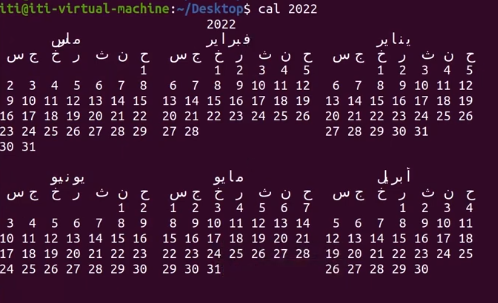 iti@iti-virtual-machine:~/Desktop$ cal 2022
2022
يناير فبراير مارس
ح ن ث ر خ ج س ح ن ث ر خ ج س ح ن ث ر خ ج س
1 1 2 3 4 5 1 2 3 4 5
2 3 4 5 6 7 8 6 7 8 9 10 11 12 6 7 8 9 10 11 12
9 10 11 12 13 14 15 13 14 15 16 17 18 19 13 14 15 16 17 18 19
16 17 18 19 20 21 22 20 21 22 23 24 25 26 20 21 22 23 24 25 26
23 24 25 26 27 28 29 27 28 27 28 29 30 31
30 31
أبريل مايو يونيو
ح ن ث ر خ ج س ح ن ث ر خ ج س ح ن ث ر خ ج س
1 2 1 2 3 4 5 6 7 1 2 3 4
3 4 5 6 7 8 9 8 9 10 11 12 13 14 5 6 7 8 9 10 11
10 11 12 13 14 15 16 15 16 17 18 19 20 21 12 13 14 15 16 17 18
17 18 19 20 21 22 23 22 23 24 25 26 27 28 19 20 21 22 23 24 25
24 25 26 27 28 29 30 29 30 31 26 27 28 29 30